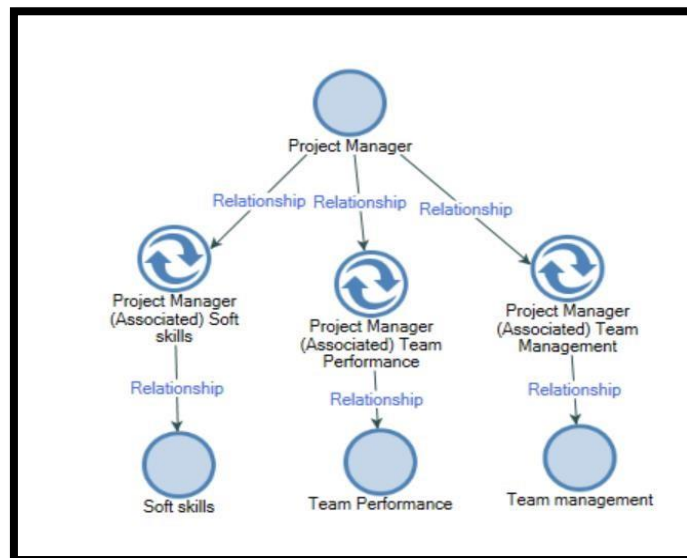 Project Manager
Relationship
Relationship
Relationship
Project Manager
(Associated) Soft
skills
Project Manager
(Associated) Team
Performance
Project Manager
(Associated) Team
Management
Relationship
Relationship
Relationship
Soft skills
Team Performance
Team management